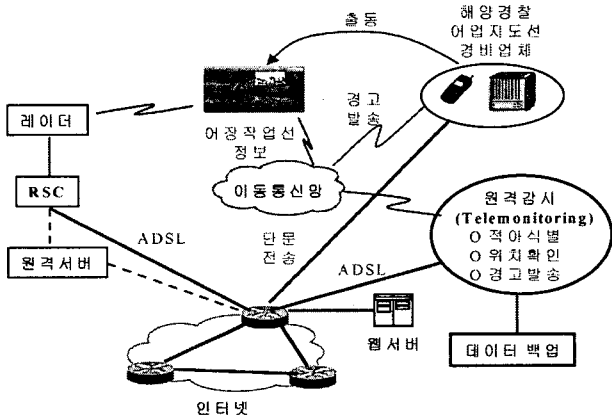 출동
해양경찰
어업지도선
경비업체
레이더
어장작업선
정보
경고
발송
이동통신망
RSC
원격서버
ADSL
단문
전송
ADSL
원격감시
(Telemonitoring)
O 적아식별
O 위치확인
O 경고발송
웹서버
데이터 백업
인터넷